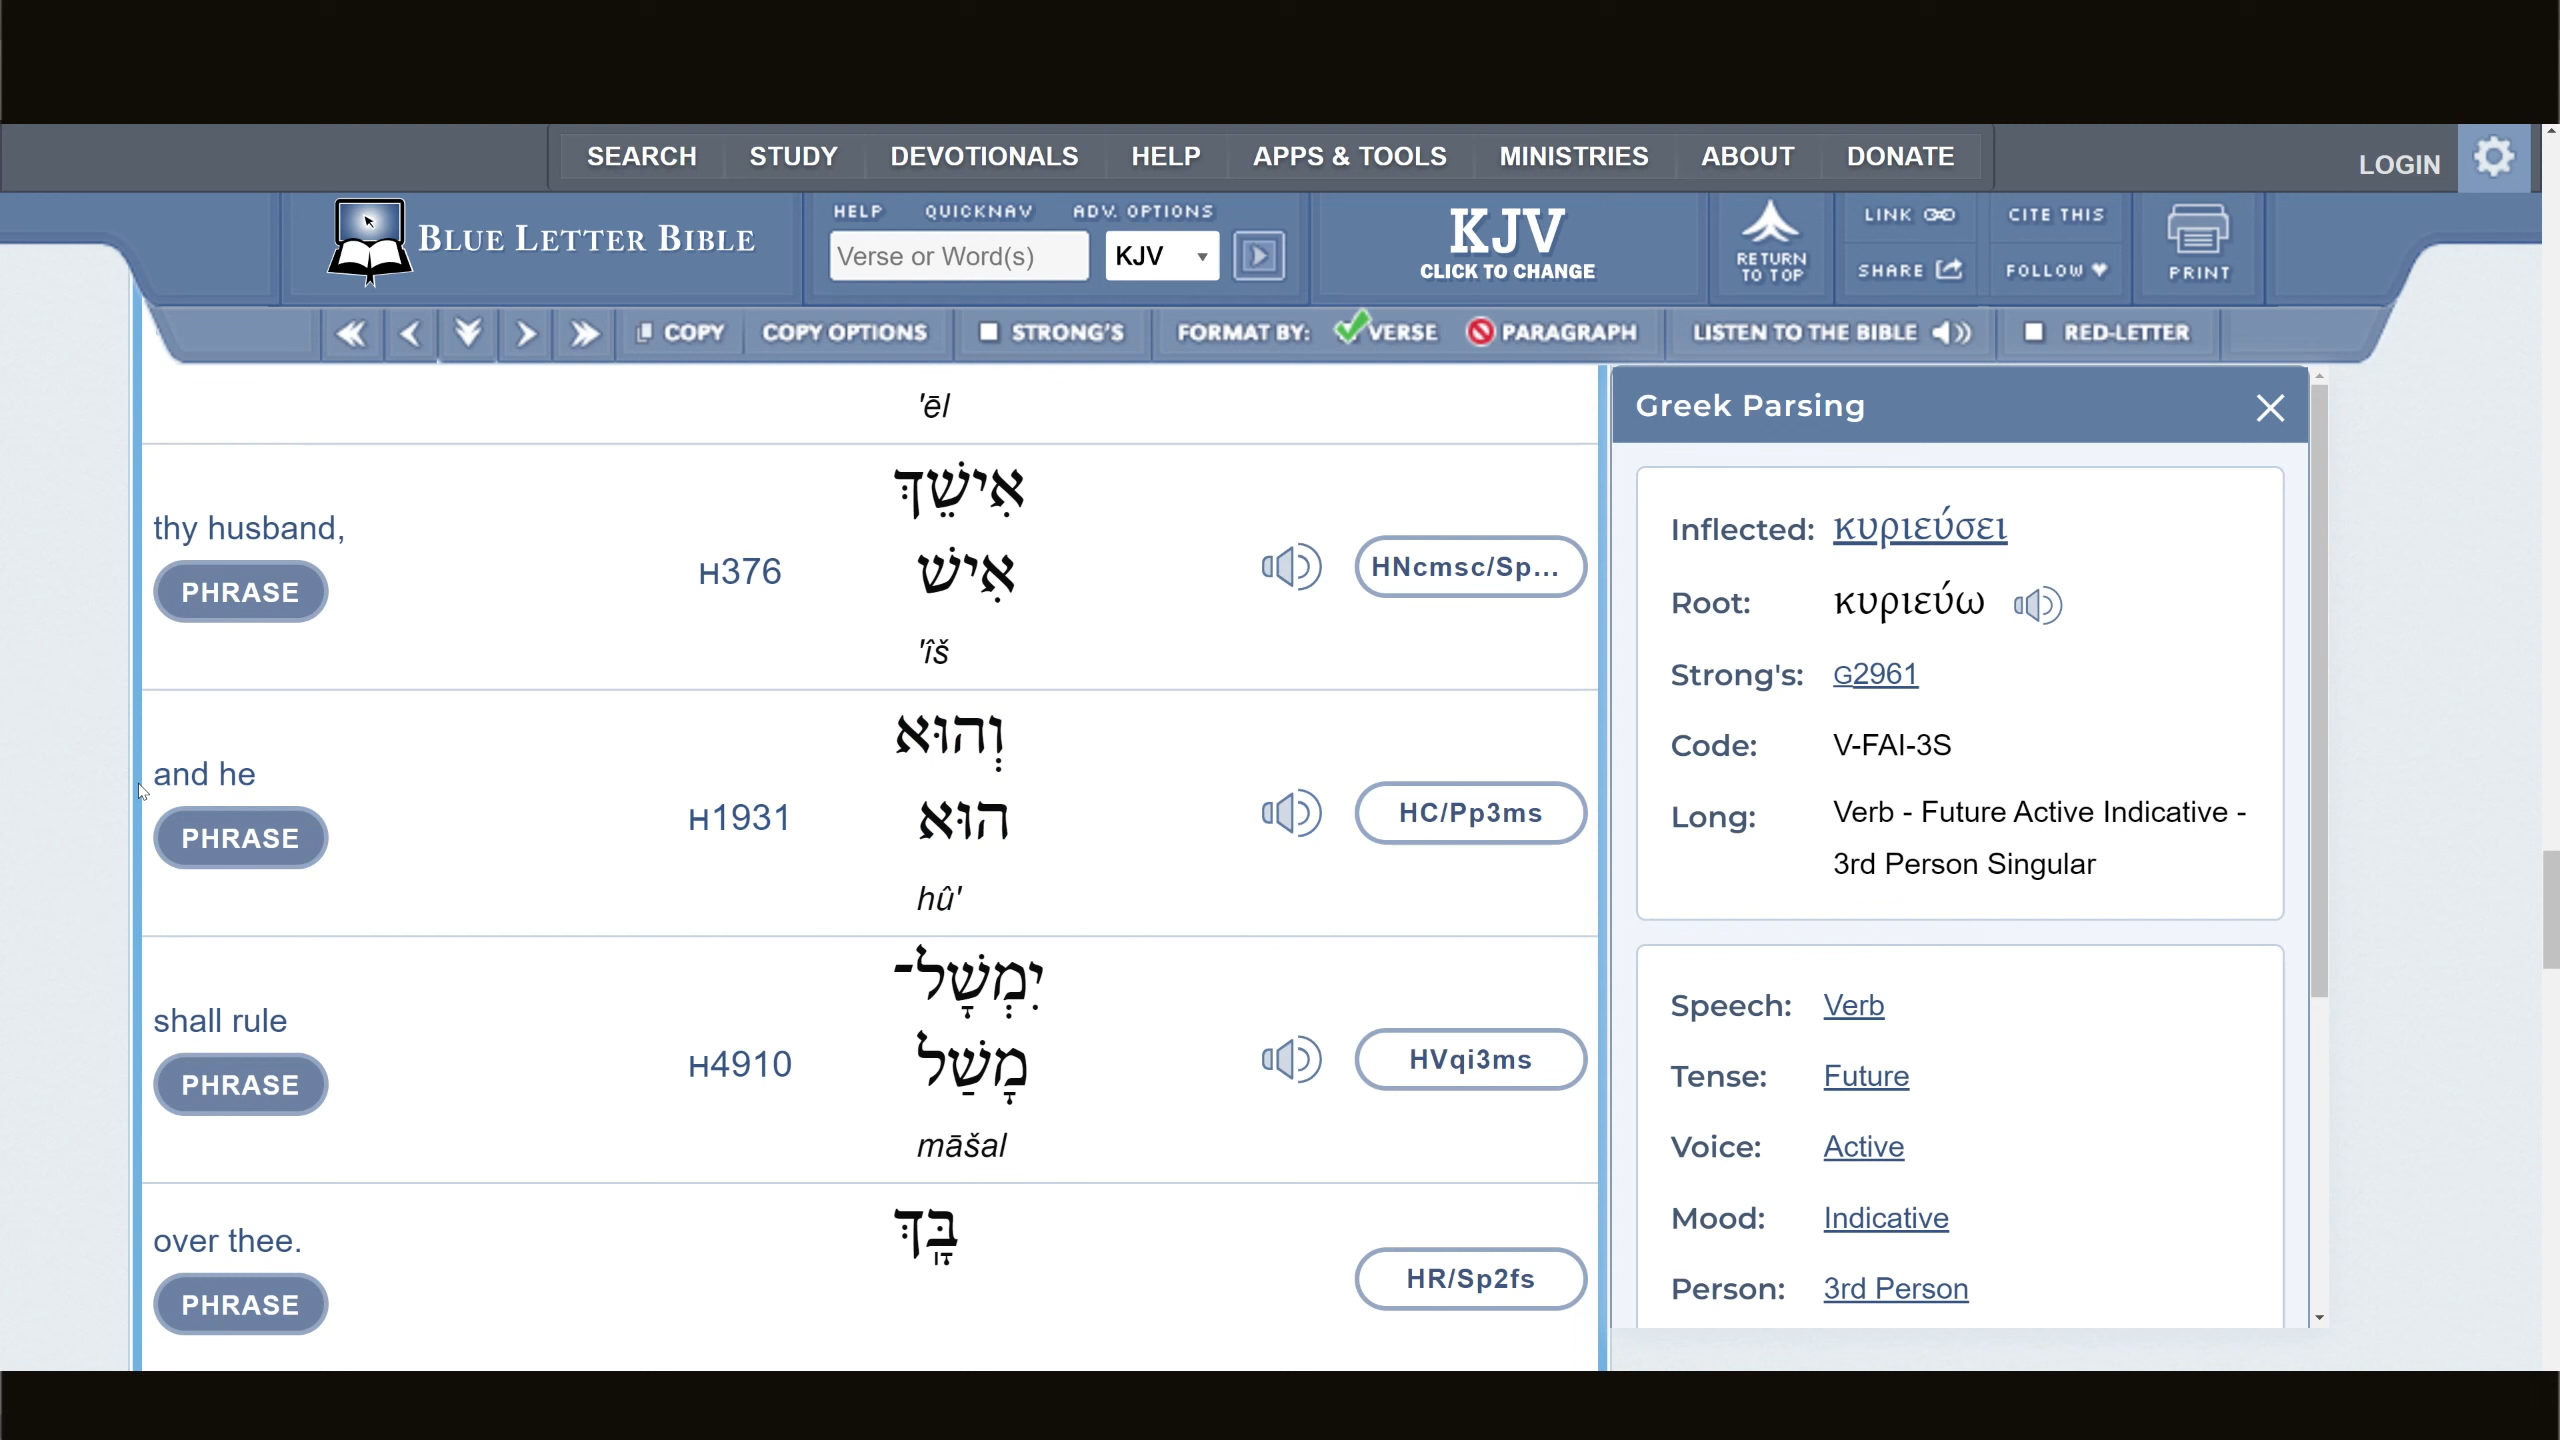 SEARCH STUDY DEVOTIONALS HELP APPS & TOOLS MINISTRIES ABOUT DONATE LOGIN
BLUE LETTER BIBLE
HELP QUICKNAV ADV. OPTIONS
Verse or Word(s) KJV
KJV
CLICK TO CHANGE
RETURN
TO TOP
LINK CITE THIS
SHARE FOLLOW
PRINT
COPY COPY OPTIONS STRONG'S FORMAT BY: VERSE PARAGRAPH LISTEN TO THE BIBLE RED-LETTER
'ēl
thy husband,
PHRASE
H376
אִישֵׁךְ
אִישׁ
'îš
HNcmsc/Sp...
and he
PHRASE
H1931
וְהוּא
הוּא
hû'
HC/Pp3ms
shall rule
PHRASE
H4910
יִמְשָׁל־
מָשַׁל
māšal
HVqi3ms
over thee.
PHRASE
בָּךְ
HR/Sp2fs
Greek Parsing
Inflected: κυριεύσει
Root: κυριεύω
Strong's: G2961
Code: V-FAI-3S
Long: Verb - Future Active Indicative -
3rd Person Singular
Speech: Verb
Tense: Future
Voice: Active
Mood: Indicative
Person: 3rd Person